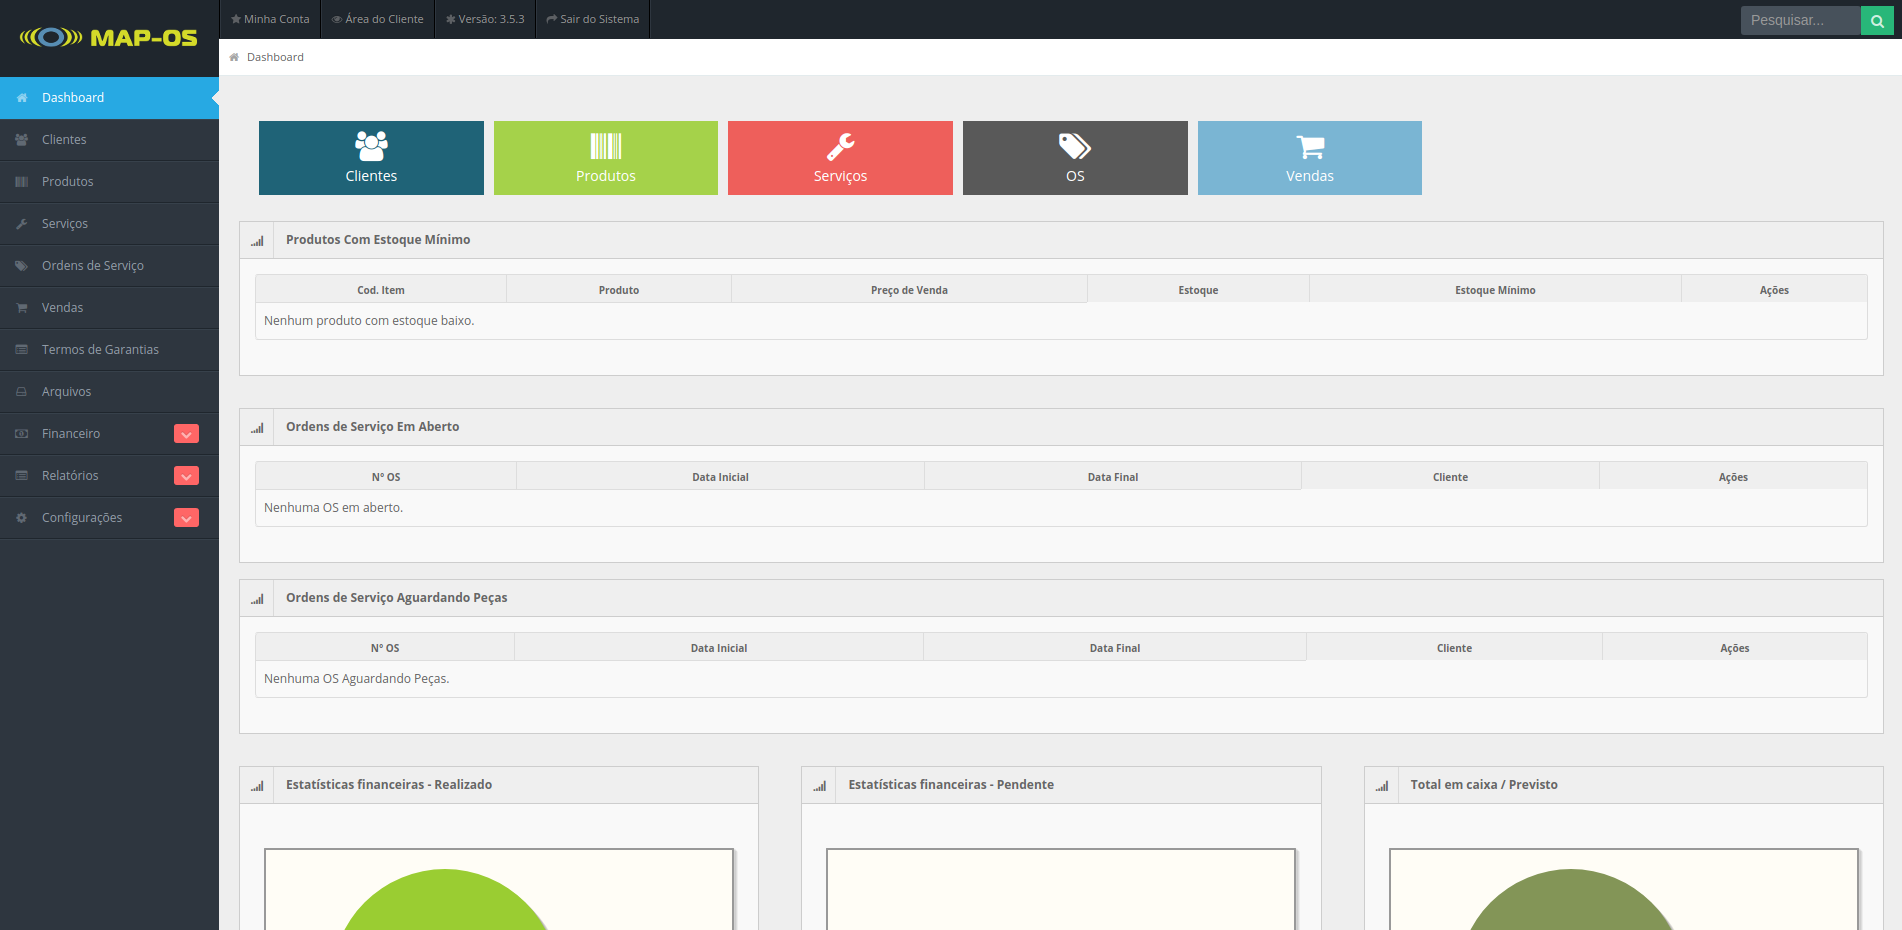 MAP-OS
Minha Conta
Área do Cliente
Versão: 3.5.3
Sair do Sistema
Pesquisar...
Dashboard
Dashboard
Clientes
Produtos
Serviços
Ordens de Serviço
Vendas
Termos de Garantias
Arquivos
Financeiro
Relatórios
Configurações
Clientes
Produtos
Serviços
OS
Vendas
Produtos Com Estoque Mínimo
Cod. Item Produto Preço de Venda Estoque Estoque Mínimo Ações
Nenhum produto com estoque baixo.
Ordens de Serviço Em Aberto
N° OS Data Inicial Data Final Cliente Ações
Nenhuma OS em aberto.
Ordens de Serviço Aguardando Peças
N° OS Data Inicial Data Final Cliente Ações
Nenhuma OS Aguardando Peças.
Estatísticas financeiras - Realizado
Estatísticas financeiras - Pendente
Total em caixa / Previsto